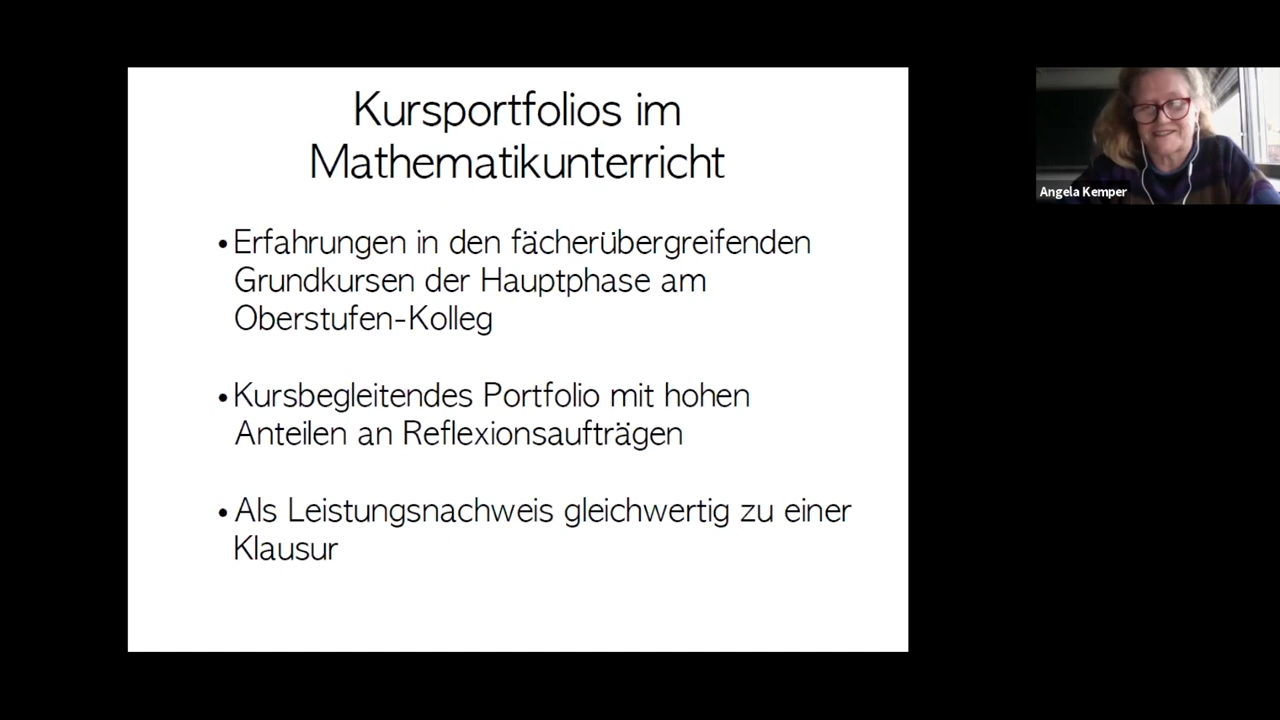 Kursportfolios im
Mathematikunterricht
• Erfahrungen in den fächerübergreifenden
Grundkursen der Hauptphase am
Oberstufen-Kolleg
• Kursbegleitendes Portfolio mit hohen
Anteilen an Reflexionsaufträgen
• Als Leistungsnachweis gleichwertig zu einer
Klausur
Angela Kemper